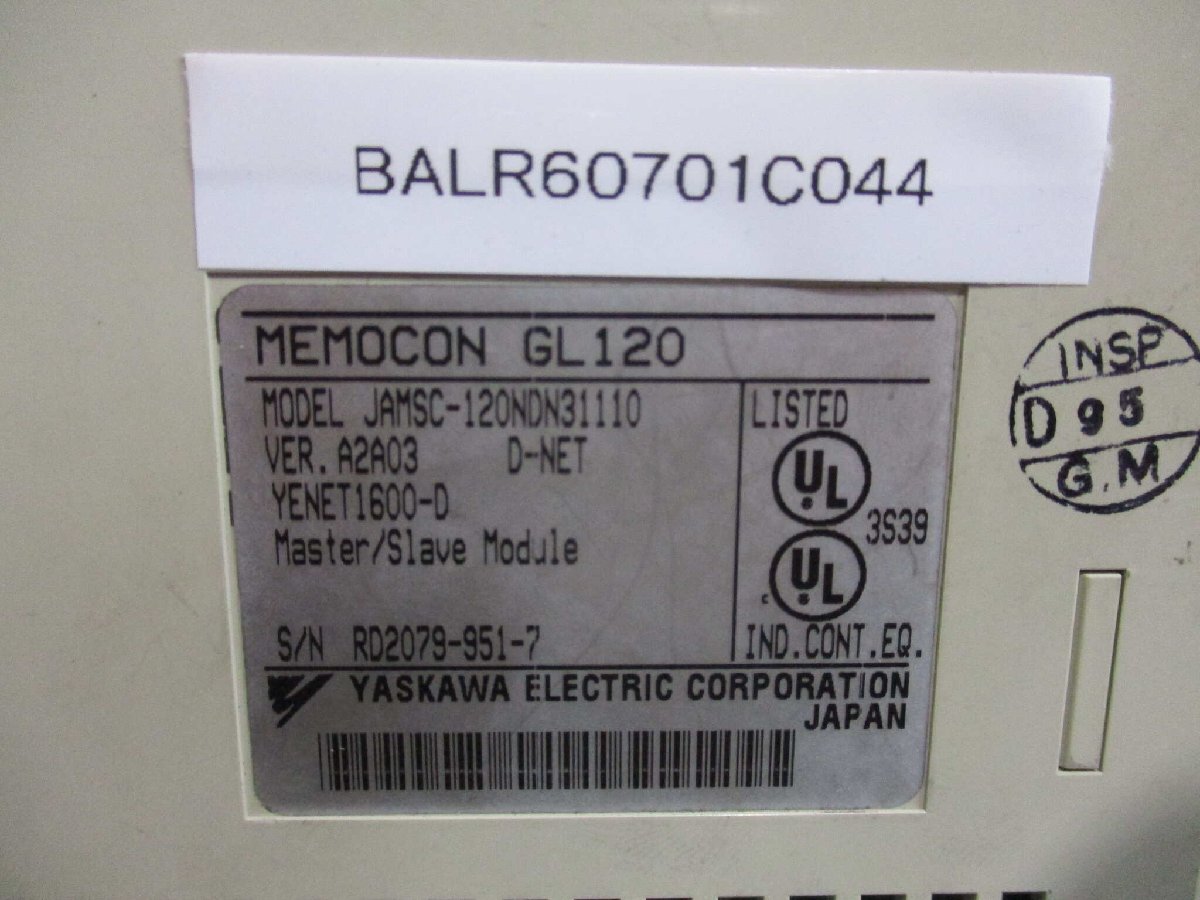 BALR60701C044
MEMOCON GL120
MODEL JAMSC-120NDN31110
VER. A2A03 D-NET
YENET1600-D
Master/Slave Module
S/N RD2079-951-7
LISTED
UL
3S39
c UL
IND.CONT.EQ.
YASKAWA ELECTRIC CORPORATION
JAPAN
INSP
D 95
G.M